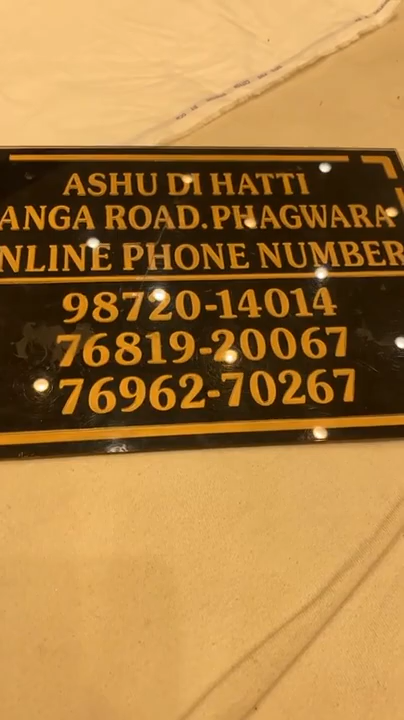 ASHU DI HATTI
ANGA ROAD. PHAGWARA
NLINE PHONE NUMBER
98720-14014
76819-20067
76962-70267